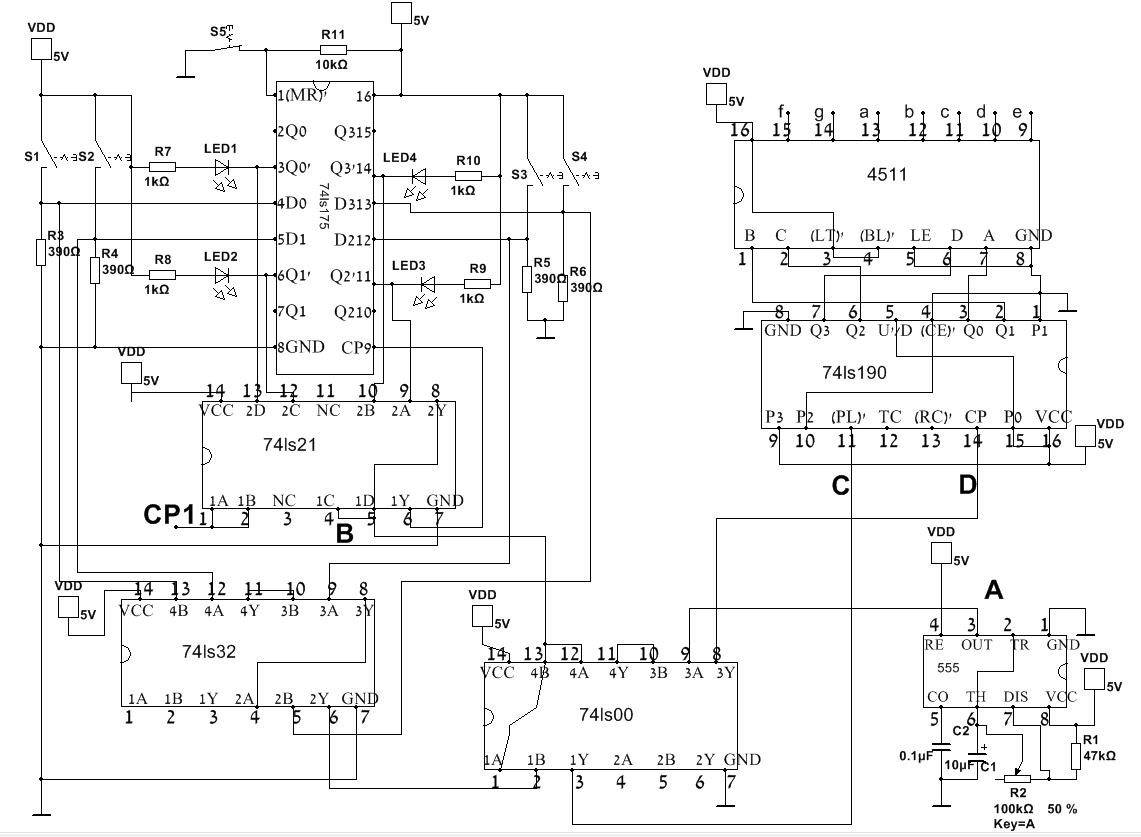 VDD
5V
S5
R11
10kΩ
5V
S1
S2
R7
1kΩ
LED1
R8
1kΩ
LED2
R3
390Ω
R4
390Ω
1(MR)' 16
2Q0 Q315
3Q0' Q3'14
4D0 D313
5D1 D212
6Q1' Q2'11
7Q1 Q210
8GND CP9
74ls175
LED4
R10
1kΩ
LED3
R9
1kΩ
S3
S4
R5
390Ω
R6
390Ω
VDD
5V
14 13 12 11 10 9 8
VCC 2D 2C NC 2B 2A 2Y
74ls21
1A 1B NC 1C 1D 1Y GND
1 2 3 4 5 6 7
CP1
B
VDD
5V
14 13 12 11 10 9 8
VCC 4B 4A 4Y 3B 3A 3Y
74ls32
1A 1B 1Y 2A 2B 2Y GND
1 2 3 4 5 6 7
VDD
5V
14 13 12 11 10 9 8
VCC 4B 4A 4Y 3B 3A 3Y
74ls00
1A 1B 1Y 2A 2B 2Y GND
1 2 3 4 5 6 7
VDD
5V
f g a b c d e
16 15 14 13 12 11 10 9
4511
B C (LT)' (BL)' LE D A GND
1 2 3 4 5 6 7 8
8 7 6 5 4 3 2 1
GND Q3 Q2 U'/D (CE)' Q0 Q1 P1
74ls190
P3 P2 (PL)' TC (RC)' CP P0 VCC
9 10 11 12 13 14 15 16
VDD
5V
C
D
VDD
5V
A
4 3 2 1
RE OUT TR GND
555
CO TH DIS VCC
5 6 7 8
VDD
5V
C2
0.1µF
10µF
C1
R1
47kΩ
R2
100kΩ 50 %
Key=A